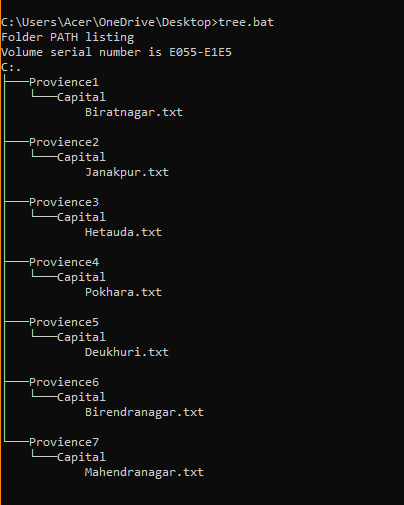 C:\Users\Acer\OneDrive\Desktop>tree.bat
Folder PATH listing
Volume serial number is E055-E1E5
C:.
├───Provience1
│   └───Capital
│           Biratnagar.txt
│
├───Provience2
│   └───Capital
│           Janakpur.txt
│
├───Provience3
│   └───Capital
│           Hetauda.txt
│
├───Provience4
│   └───Capital
│           Pokhara.txt
│
├───Provience5
│   └───Capital
│           Deukhuri.txt
│
├───Provience6
│   └───Capital
│           Birendranagar.txt
│
└───Provience7
    └───Capital
            Mahendranagar.txt